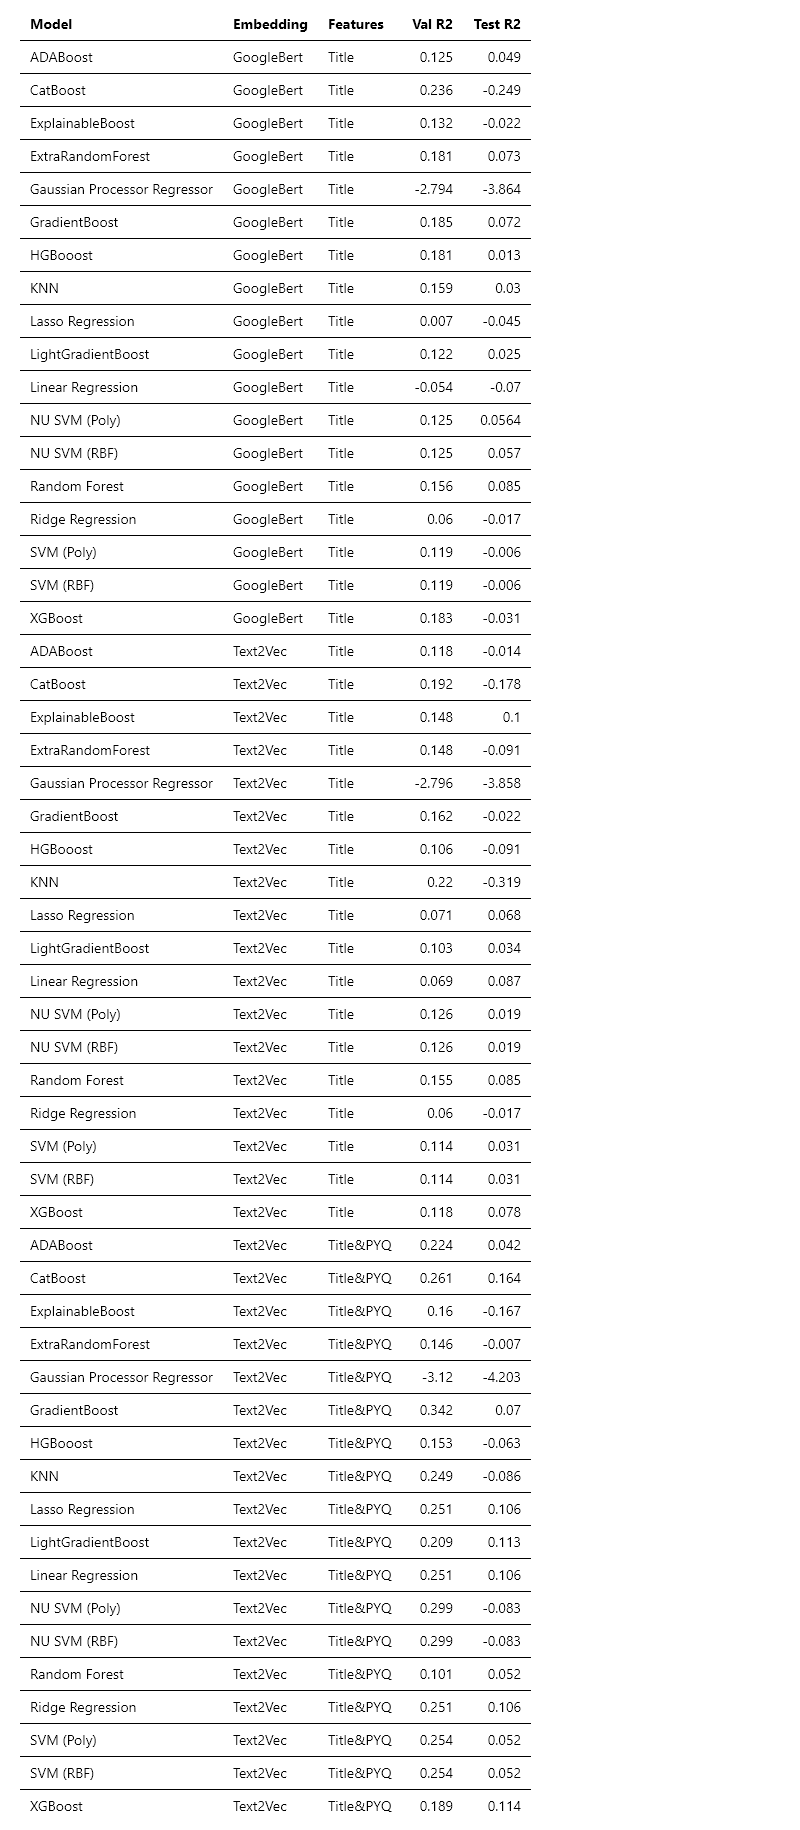 Model Embedding Features Val R2 Test R2
ADABoost GoogleBert Title 0.125 0.049
CatBoost GoogleBert Title 0.236 -0.249
ExplainableBoost GoogleBert Title 0.132 -0.022
ExtraRandomForest GoogleBert Title 0.181 0.073
Gaussian Processor Regressor GoogleBert Title -2.794 -3.864
GradientBoost GoogleBert Title 0.185 0.072
HGBooost GoogleBert Title 0.181 0.013
KNN GoogleBert Title 0.159 0.03
Lasso Regression GoogleBert Title 0.007 -0.045
LightGradientBoost GoogleBert Title 0.122 0.025
Linear Regression GoogleBert Title -0.054 -0.07
NU SVM (Poly) GoogleBert Title 0.125 0.0564
NU SVM (RBF) GoogleBert Title 0.125 0.057
Random Forest GoogleBert Title 0.156 0.085
Ridge Regression GoogleBert Title 0.06 -0.017
SVM (Poly) GoogleBert Title 0.119 -0.006
SVM (RBF) GoogleBert Title 0.119 -0.006
XGBoost GoogleBert Title 0.183 -0.031
ADABoost Text2Vec Title 0.118 -0.014
CatBoost Text2Vec Title 0.192 -0.178
ExplainableBoost Text2Vec Title 0.148 0.1
ExtraRandomForest Text2Vec Title 0.148 -0.091
Gaussian Processor Regressor Text2Vec Title -2.796 -3.858
GradientBoost Text2Vec Title 0.162 -0.022
HGBooost Text2Vec Title 0.106 -0.091
KNN Text2Vec Title 0.22 -0.319
Lasso Regression Text2Vec Title 0.071 0.068
LightGradientBoost Text2Vec Title 0.103 0.034
Linear Regression Text2Vec Title 0.069 0.087
NU SVM (Poly) Text2Vec Title 0.126 0.019
NU SVM (RBF) Text2Vec Title 0.126 0.019
Random Forest Text2Vec Title 0.155 0.085
Ridge Regression Text2Vec Title 0.06 -0.017
SVM (Poly) Text2Vec Title 0.114 0.031
SVM (RBF) Text2Vec Title 0.114 0.031
XGBoost Text2Vec Title 0.118 0.078
ADABoost Text2Vec Title&PYQ 0.224 0.042
CatBoost Text2Vec Title&PYQ 0.261 0.164
ExplainableBoost Text2Vec Title&PYQ 0.16 -0.167
ExtraRandomForest Text2Vec Title&PYQ 0.146 -0.007
Gaussian Processor Regressor Text2Vec Title&PYQ -3.12 -4.203
GradientBoost Text2Vec Title&PYQ 0.342 0.07
HGBooost Text2Vec Title&PYQ 0.153 -0.063
KNN Text2Vec Title&PYQ 0.249 -0.086
Lasso Regression Text2Vec Title&PYQ 0.251 0.106
LightGradientBoost Text2Vec Title&PYQ 0.209 0.113
Linear Regression Text2Vec Title&PYQ 0.251 0.106
NU SVM (Poly) Text2Vec Title&PYQ 0.299 -0.083
NU SVM (RBF) Text2Vec Title&PYQ 0.299 -0.083
Random Forest Text2Vec Title&PYQ 0.101 0.052
Ridge Regression Text2Vec Title&PYQ 0.251 0.106
SVM (Poly) Text2Vec Title&PYQ 0.254 0.052
SVM (RBF) Text2Vec Title&PYQ 0.254 0.052
XGBoost Text2Vec Title&PYQ 0.189 0.114